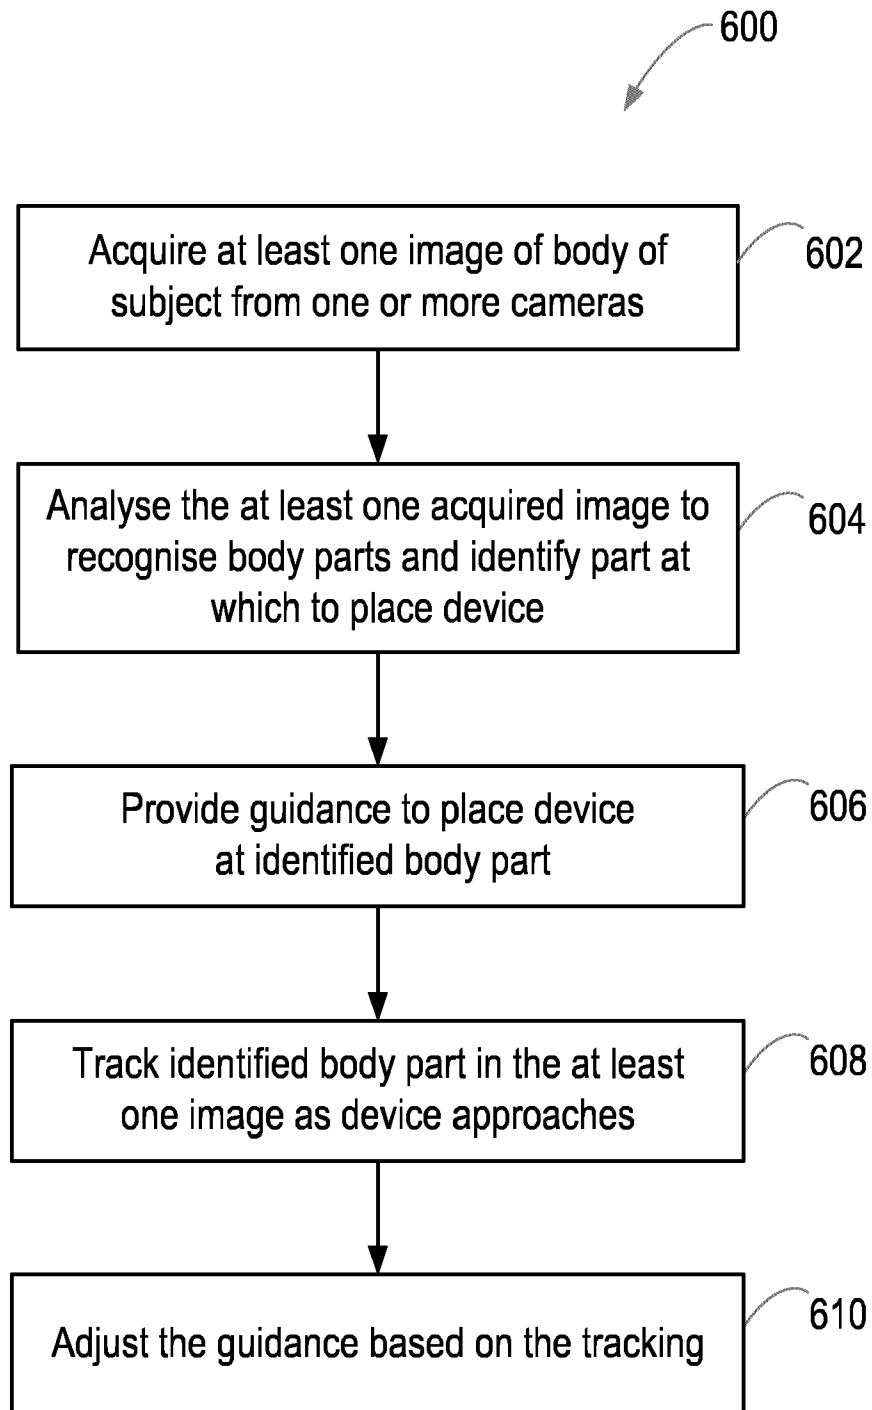 600
Acquire at least one image of body of
subject from one or more cameras
602
Analyse the at least one acquired image to
recognise body parts and identify part at
which to place device
604
Provide guidance to place device
at identified body part
606
Track identified body part in the at least
one image as device approaches
608
Adjust the guidance based on the tracking
610